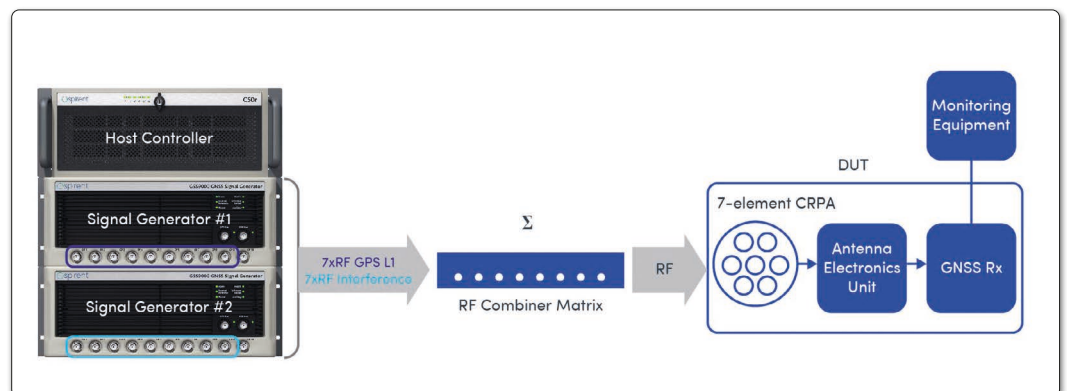 spirent
C50r
Host Controller
spirent
GSS9000C GNSS Signal Generator
Signal Generator #1
spirent
GSS9000C GNSS Signal Generator
Signal Generator #2
7xRF GPS L1
7xRF Interference
Σ
RF Combiner Matrix
RF
DUT
7-element CRPA
Antenna
Electronics
Unit
GNSS Rx
Monitoring
Equipment